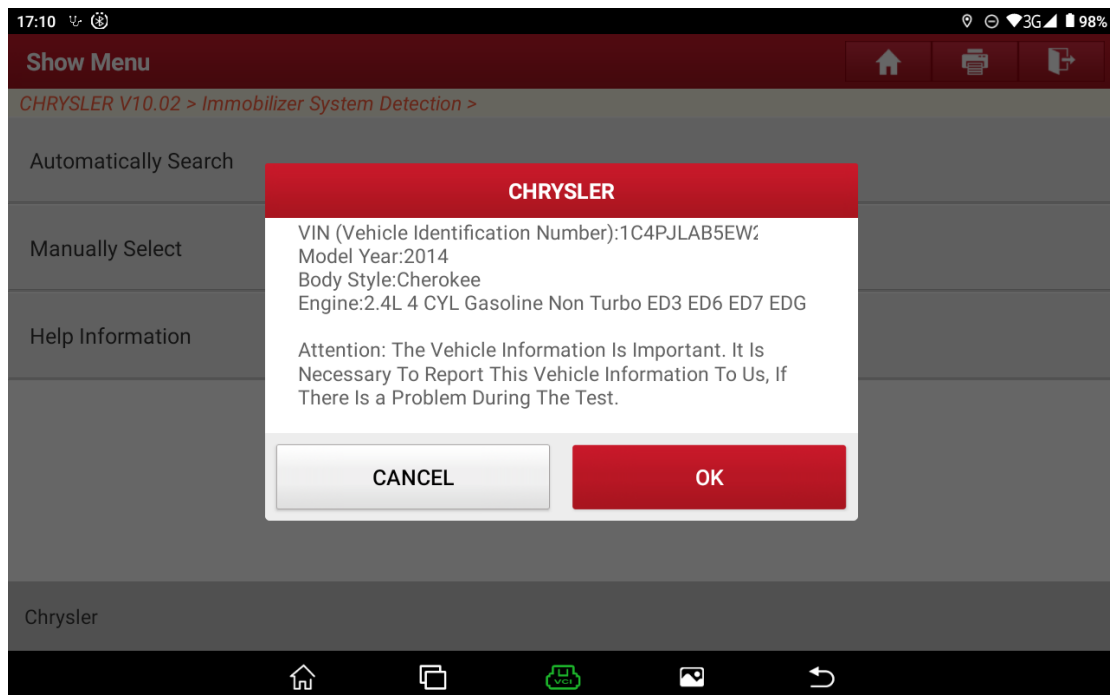 17:10 3G 98%
Show Menu
CHRYSLER V10.02 > Immobilizer System Detection >
Automatically Search
Manually Select
Help Information
CHRYSLER
VIN (Vehicle Identification Number):1C4PJLAB5EW2
Model Year:2014
Body Style:Cherokee
Engine:2.4L 4 CYL Gasoline Non Turbo ED3 ED6 ED7 EDG
Attention: The Vehicle Information Is Important. It Is
Necessary To Report This Vehicle Information To Us, If
There Is a Problem During The Test.
CANCEL OK
Chrysler
VCI